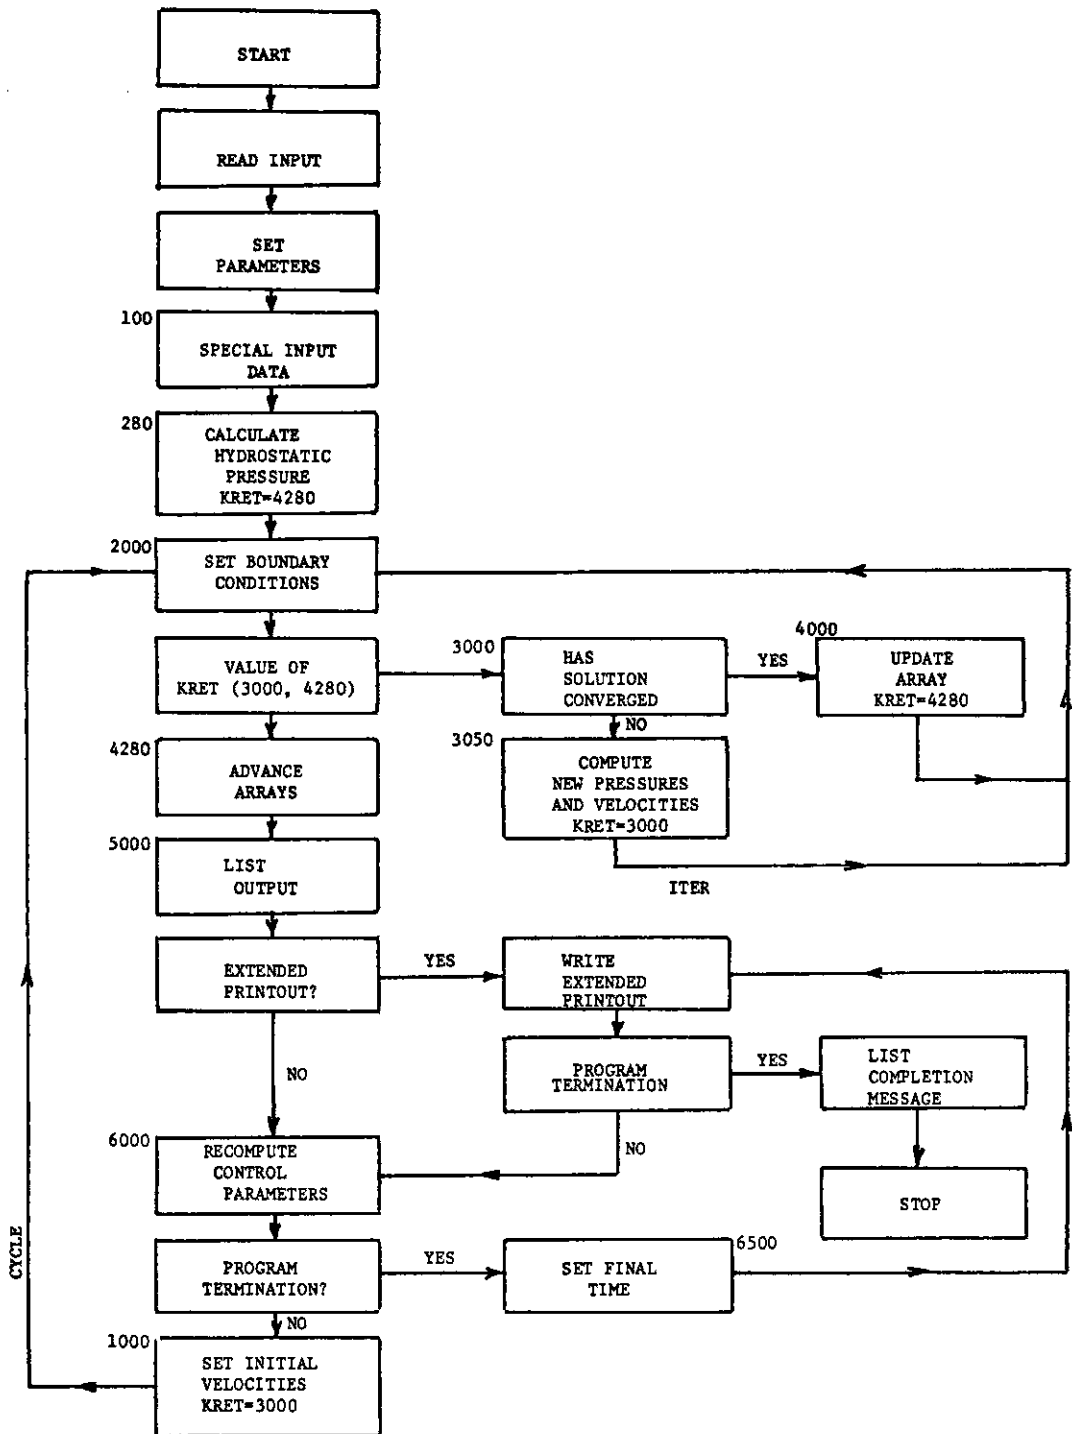 START
READ INPUT
SET
PARAMETERS
100
SPECIAL INPUT
DATA
280
CALCULATE
HYDROSTATIC
PRESSURE
KRET=4280
2000
SET BOUNDARY
CONDITIONS
VALUE OF
KRET (3000, 4280)
3000
HAS
SOLUTION
CONVERGED
YES
4000
UPDATE
ARRAY
KRET=4280
NO
3050
COMPUTE
NEW PRESSURES
AND VELOCITIES
KRET=3000
ITER
4280
ADVANCE
ARRAYS
5000
LIST
OUTPUT
EXTENDED
PRINTOUT?
YES
WRITE
EXTENDED
PRINTOUT
PROGRAM
TERMINATION
YES
LIST
COMPLETION
MESSAGE
STOP
NO
NO
6000
RECOMPUTE
CONTROL
PARAMETERS
PROGRAM
TERMINATION?
YES
6500
SET FINAL
TIME
NO
1000
SET INITIAL
VELOCITIES
KRET=3000
CYCLE